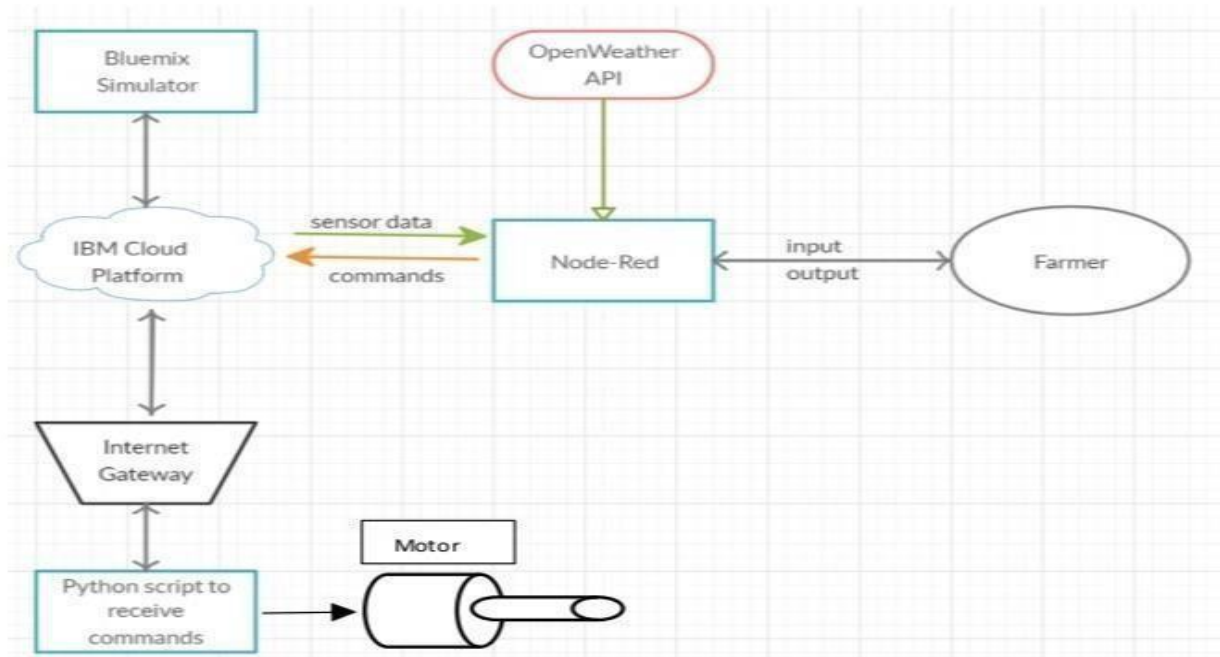 Bluemix
Simulator
OpenWeather
API
IBM Cloud
Platform
sensor data
commands
Node-Red
input
output
Farmer
Internet
Gateway
Motor
Python script to
receive
commands